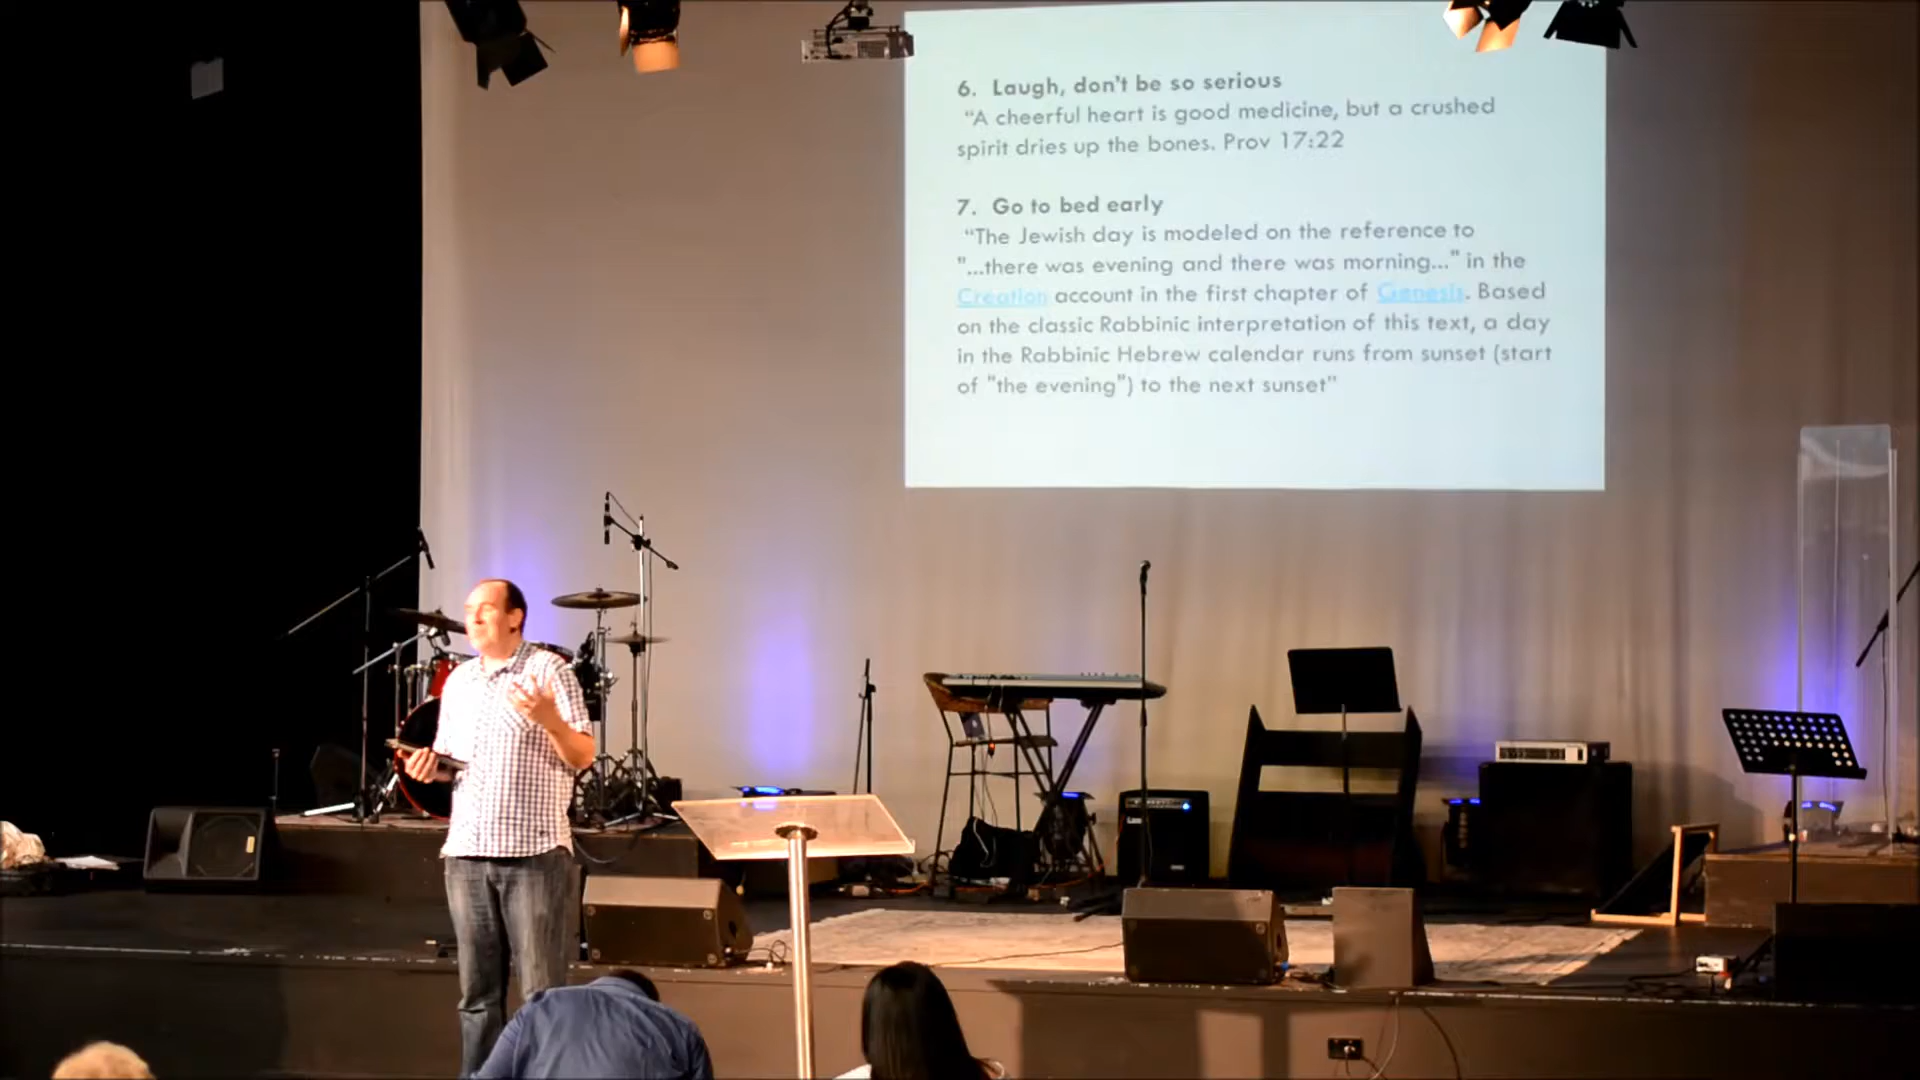 6. Laugh, don't be so serious
“A cheerful heart is good medicine, but a crushed
spirit dries up the bones. Prov 17:22
7. Go to bed early
“The Jewish day is modeled on the reference to
"...there was evening and there was morning..." in the
Creation account in the first chapter of Genesis. Based
on the classic Rabbinic interpretation of this text, a day
in the Rabbinic Hebrew calendar runs from sunset (start
of "the evening") to the next sunset"